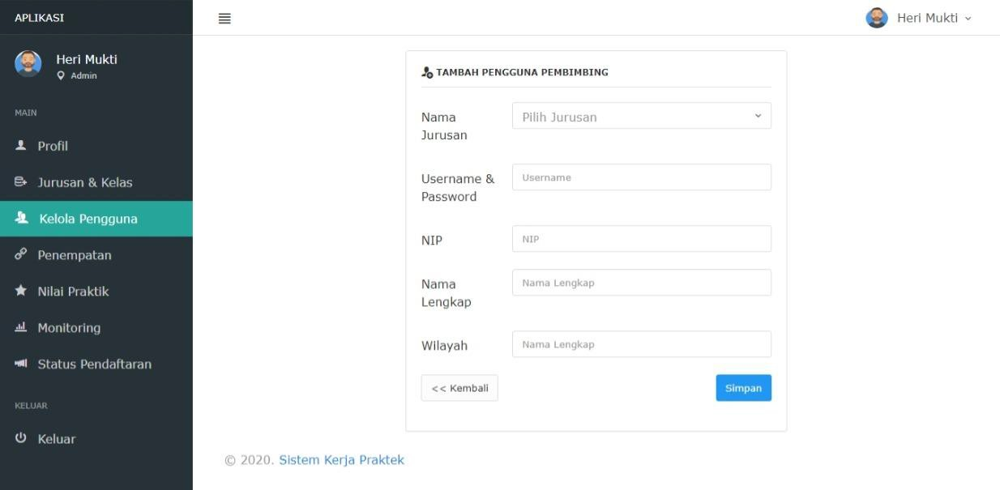 APLIKASI
Heri Mukti
Heri Mukti
Admin
MAIN
Profil
Jurusan & Kelas
Kelola Pengguna
Penempatan
Nilai Praktik
Monitoring
Status Pendaftaran
KELUAR
Keluar
TAMBAH PENGGUNA PEMBIMBING
Nama
Jurusan
Pilih Jurusan
Username &
Password
Username
NIP
NIP
Nama
Lengkap
Nama Lengkap
Wilayah
Nama Lengkap
<< Kembali
Simpan
© 2020. Sistem Kerja Praktek